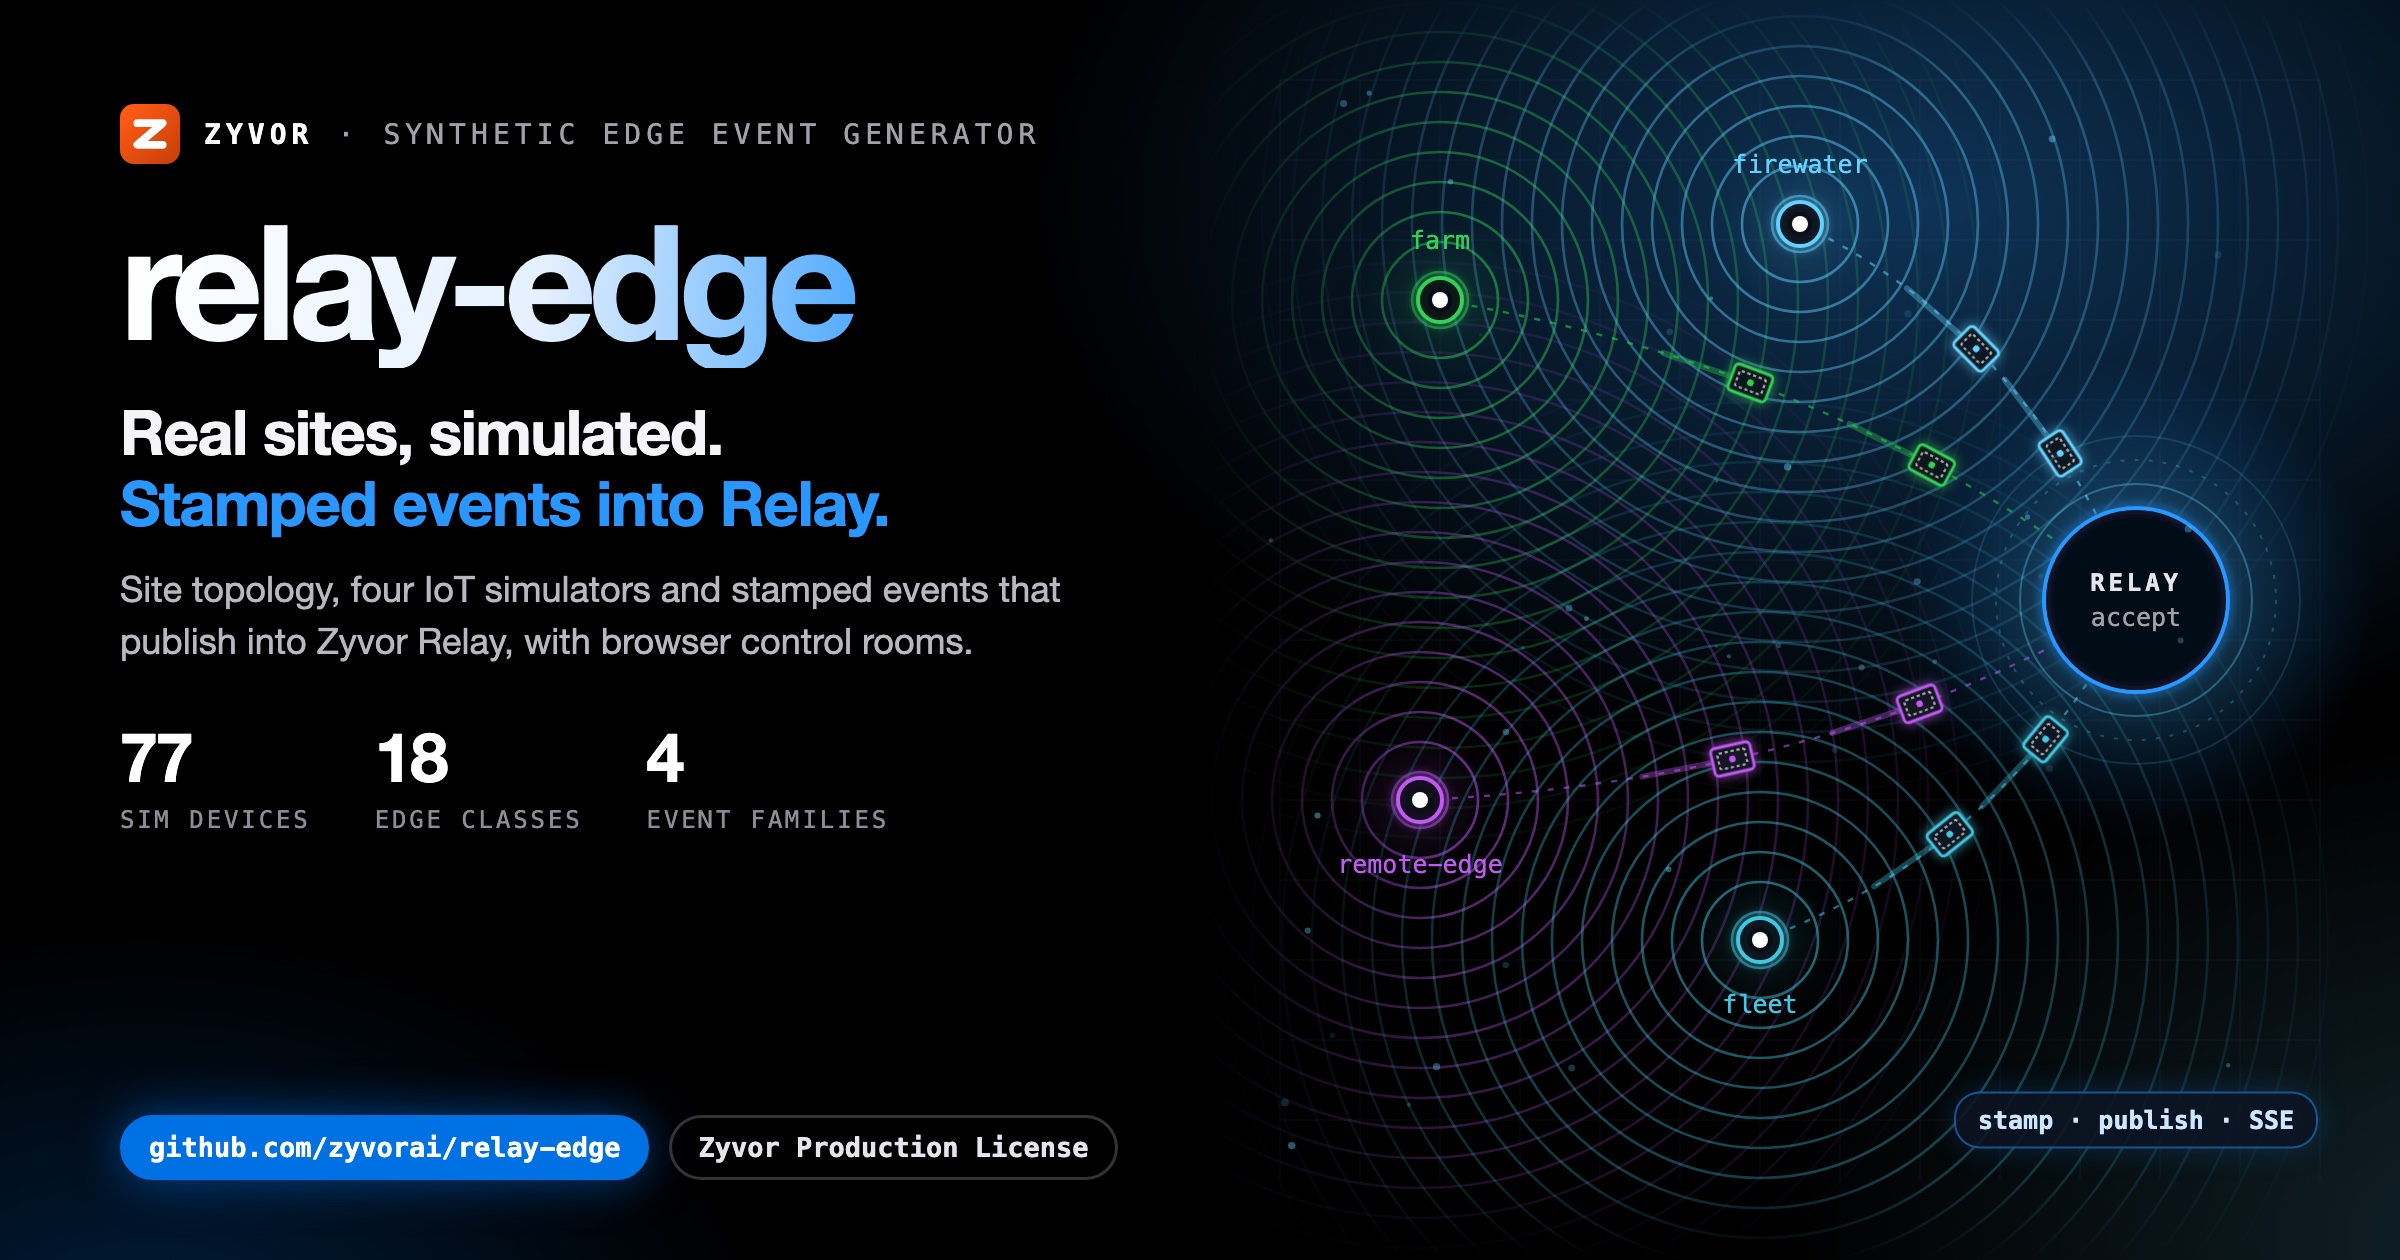 Z ZYVOR · SYNTHETIC EDGE EVENT GENERATOR
relay-edge
Real sites, simulated.
Stamped events into Relay.
Site topology, four IoT simulators and stamped events that
publish into Zyvor Relay, with browser control rooms.
77
SIM DEVICES
18
EDGE CLASSES
4
EVENT FAMILIES
github.com/zyvorai/relay-edge
Zyvor Production License
firewater
farm
RELAY
accept
remote-edge
fleet
stamp · publish · SSE